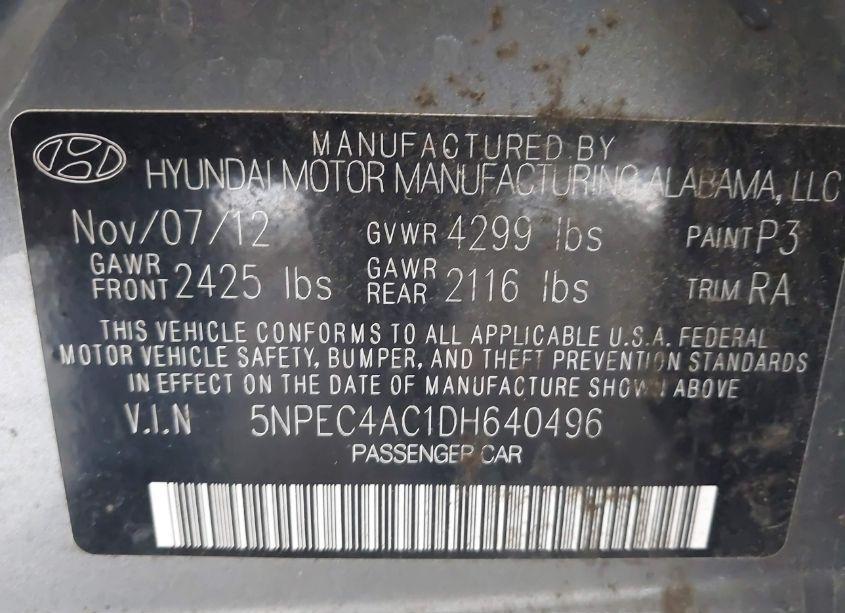 MANUFACTURED BY
HYUNDAI MOTOR MANUFACTURING ALABAMA, LLC
Nov/07/12 GVWR 4299 lbs PAINT P3
GAWR FRONT 2425 lbs GAWR REAR 2116 lbs TRIM RA
THIS VEHICLE CONFORMS TO ALL APPLICABLE U.S.A. FEDERAL
MOTOR VEHICLE SAFETY, BUMPER, AND THEFT PREVENTION STANDARDS
IN EFFECT ON THE DATE OF MANUFACTURE SHOWN ABOVE
V.I.N 5NPEC4AC1DH640496
PASSENGER CAR